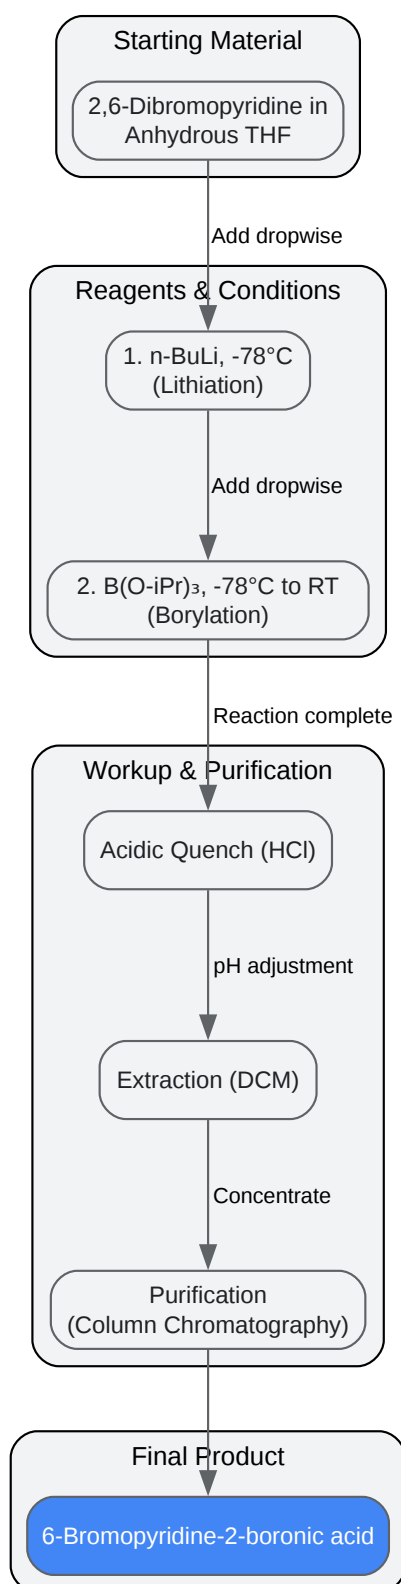 Starting Material
2,6-Dibromopyridine in
Anhydrous THF
Add dropwise
Reagents & Conditions
1. n-BuLi, -78°C
(Lithiation)
Add dropwise
2. B(O-iPr)₃, -78°C to RT
(Borylation)
Reaction complete
Workup & Purification
Acidic Quench (HCl)
pH adjustment
Extraction (DCM)
Concentrate
Purification
(Column Chromatography)
Final Product
6-Bromopyridine-2-boronic acid